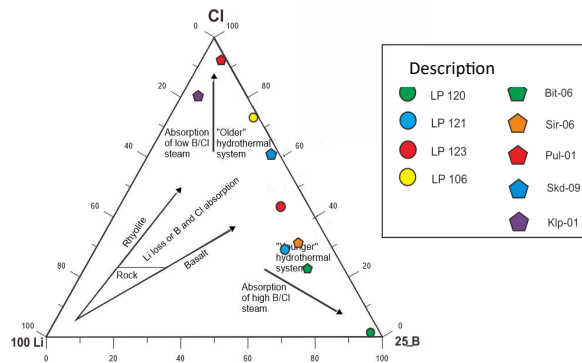 Cl
0
100
20
80
40
60
60
40
80
20
100
0
100 Li
25 B
0
20
40
60
80
100
Absorption
of low B/Cl
steam
"Older"
hydrothermal
system
Rhyolite
Li loss or B and Cl absorption
Rock
Basalt
hydrothermal
system
Absorption
of high B/Cl
steam
Description
LP 120
LP 121
LP 123
LP 106
Bit-06
Sir-06
Pul-01
Skd-09
Klp-01